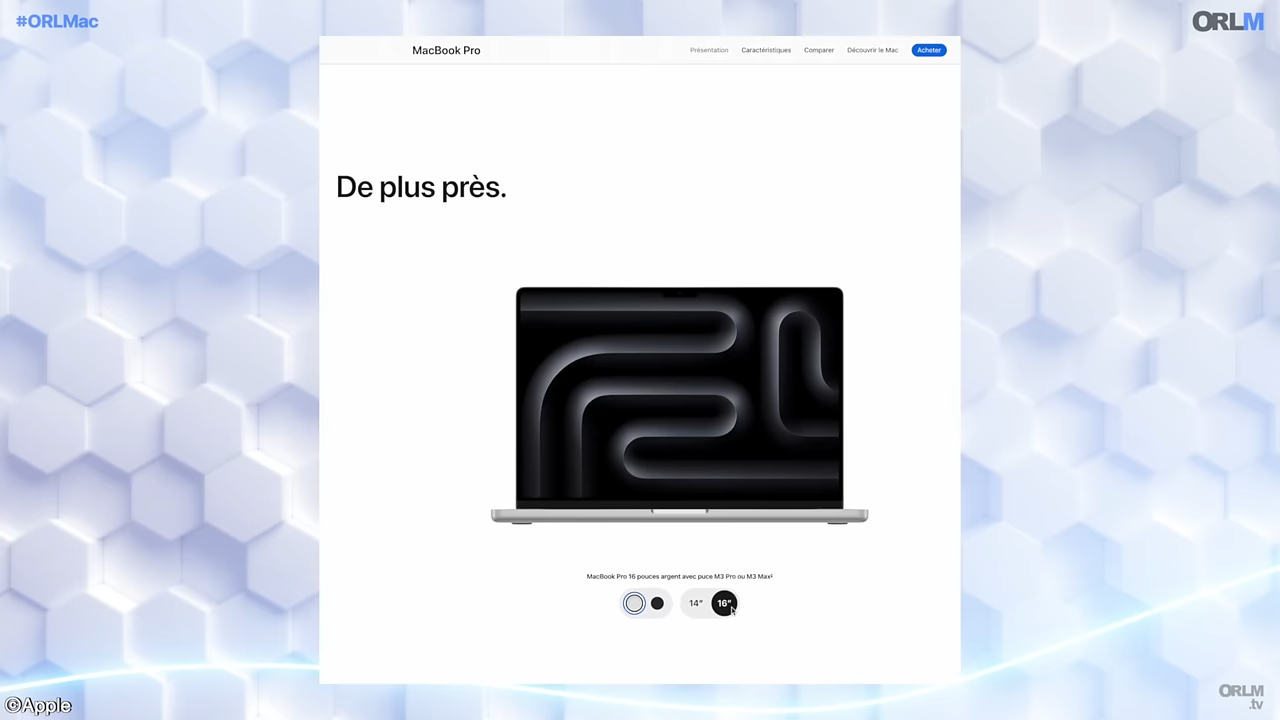 #ORLMac
ORLM
MacBook Pro
Présentation
Caractéristiques
Comparer
Découvrir le Mac
Acheter
De plus près.
MacBook Pro 16 pouces argent avec puce M3 Pro ou M3 Max²
14"
16"
©Apple
ORLM
.tv